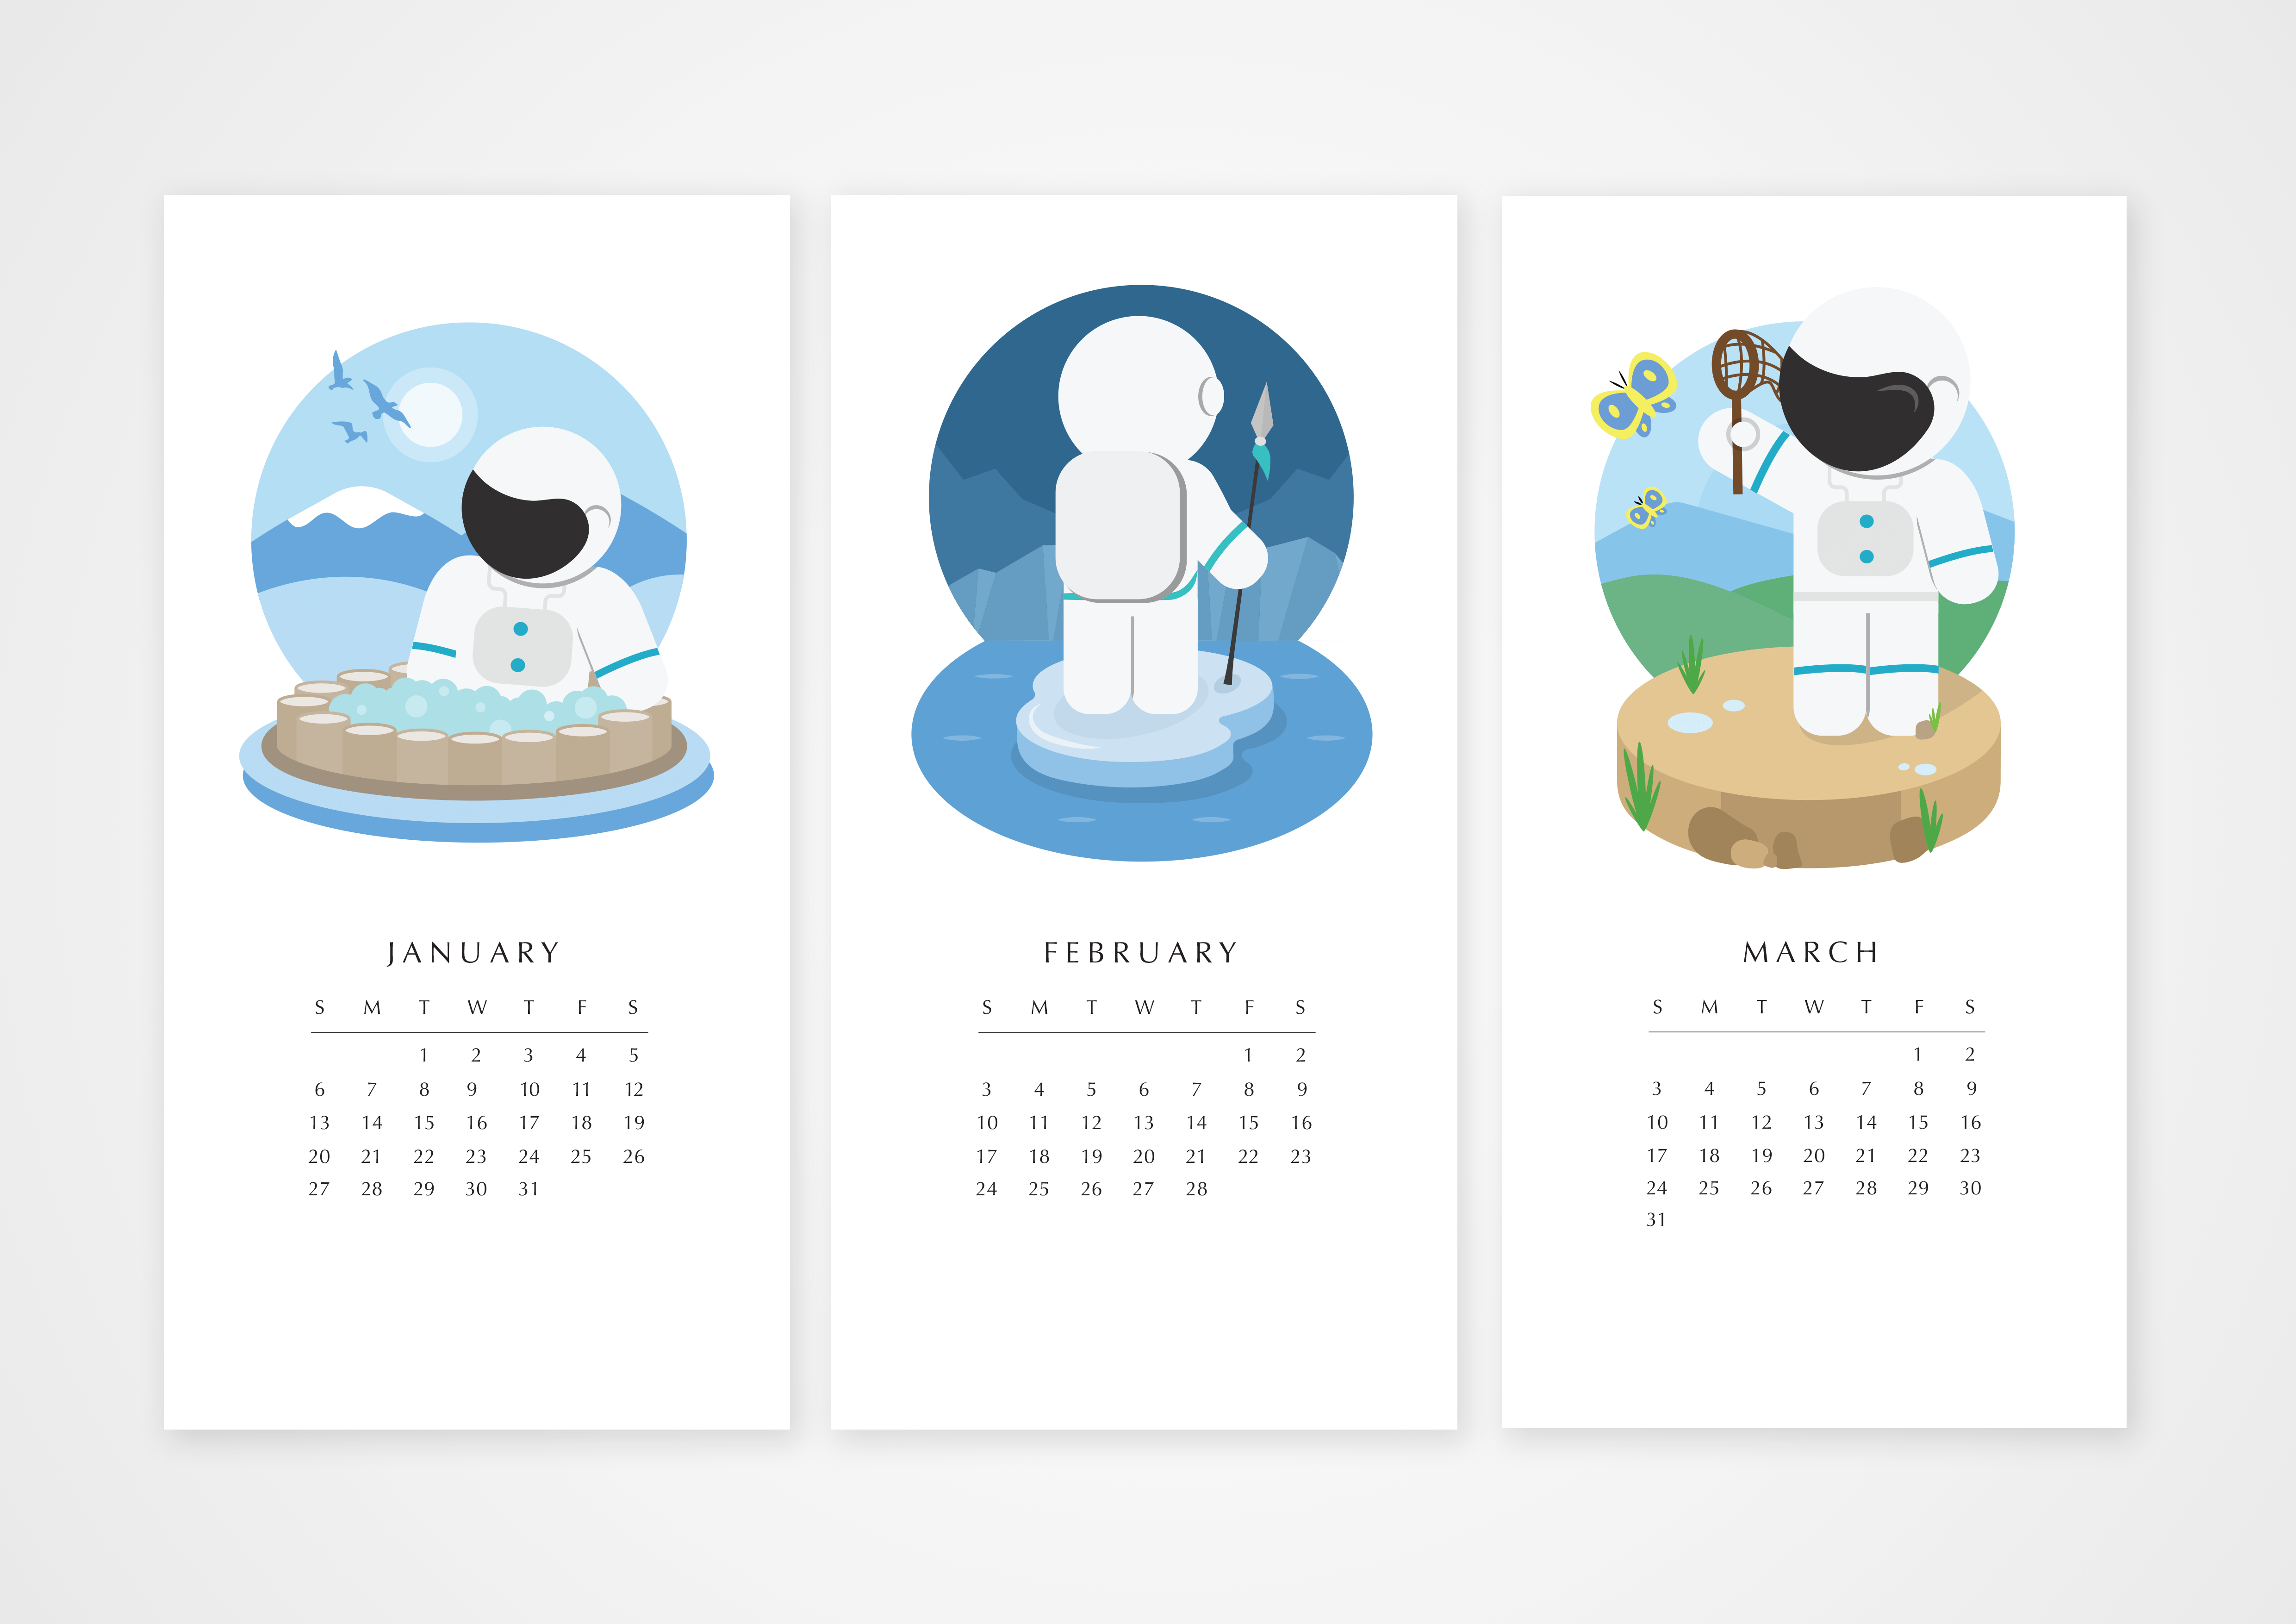 JANUARY
S M T W T F S
1 2 3 4 5
6 7 8 9 10 11 12
13 14 15 16 17 18 19
20 21 22 23 24 25 26
27 28 29 30 31
FEBRUARY
S M T W T F S
1 2
3 4 5 6 7 8 9
10 11 12 13 14 15 16
17 18 19 20 21 22 23
24 25 26 27 28
MARCH
S M T W T F S
1 2
3 4 5 6 7 8 9
10 11 12 13 14 15 16
17 18 19 20 21 22 23
24 25 26 27 28 29 30
31